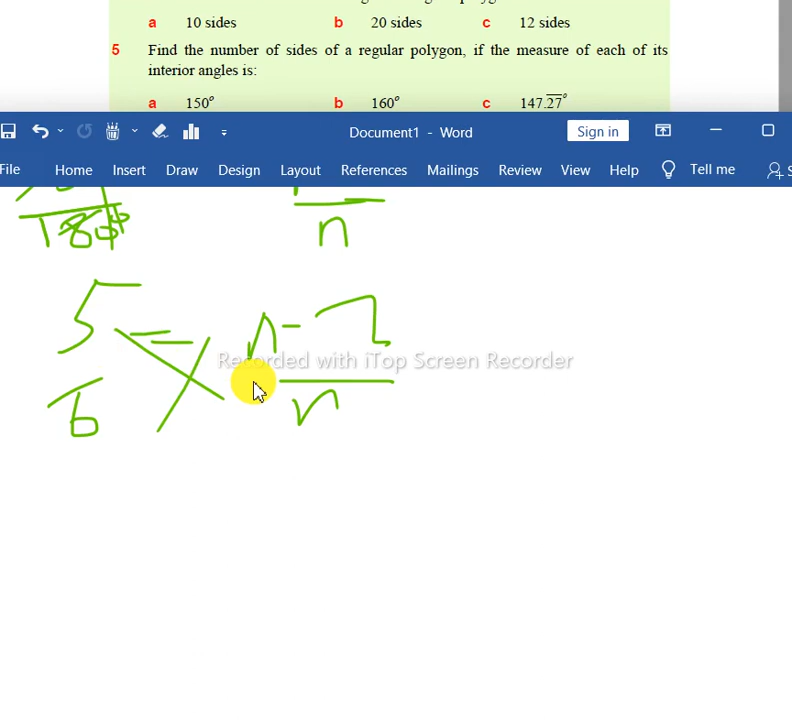 a 10 sides b 20 sides c 12 sides
5 Find the number of sides of a regular polygon, if the measure of each of its
interior angles is:
a 150° b 160° c 147.27°
Document1 - Word
Sign in
File Home Insert Draw Design Layout References Mailings Review View Help Tell me
180 n
5 = n-2
Recorded with iTop Screen Recorder
6 n